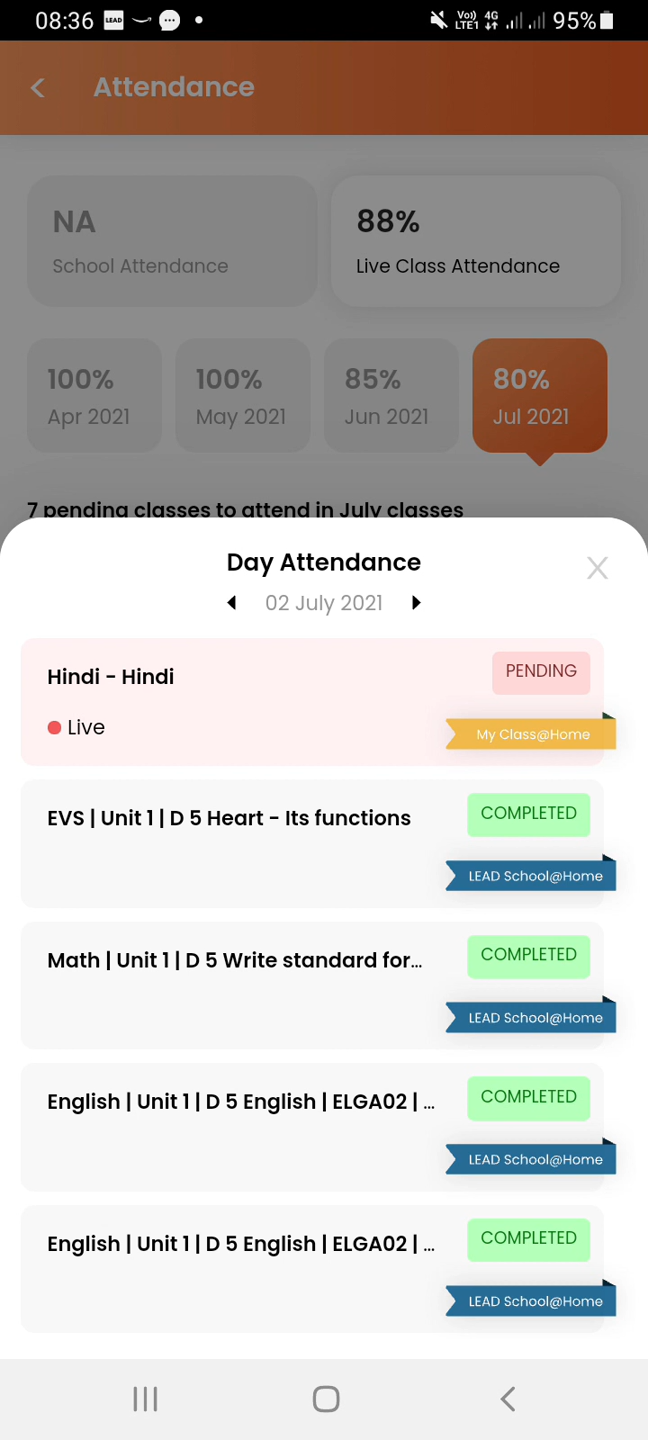 08:36 LEAD Vo)) LTE1 4G 95%
Attendance
NA
School Attendance
88%
Live Class Attendance
100%
Apr 2021
100%
May 2021
85%
Jun 2021
80%
Jul 2021
7 pending classes to attend in July classes
Day Attendance
02 July 2021
Hindi - Hindi
PENDING
Live
My Class@Home
EVS | Unit 1 | D 5 Heart - Its functions
COMPLETED
LEAD School@Home
Math | Unit 1 | D 5 Write standard for...
COMPLETED
LEAD School@Home
English | Unit 1 | D 5 English | ELGA02 | ...
COMPLETED
LEAD School@Home
English | Unit 1 | D 5 English | ELGA02 | ...
COMPLETED
LEAD School@Home